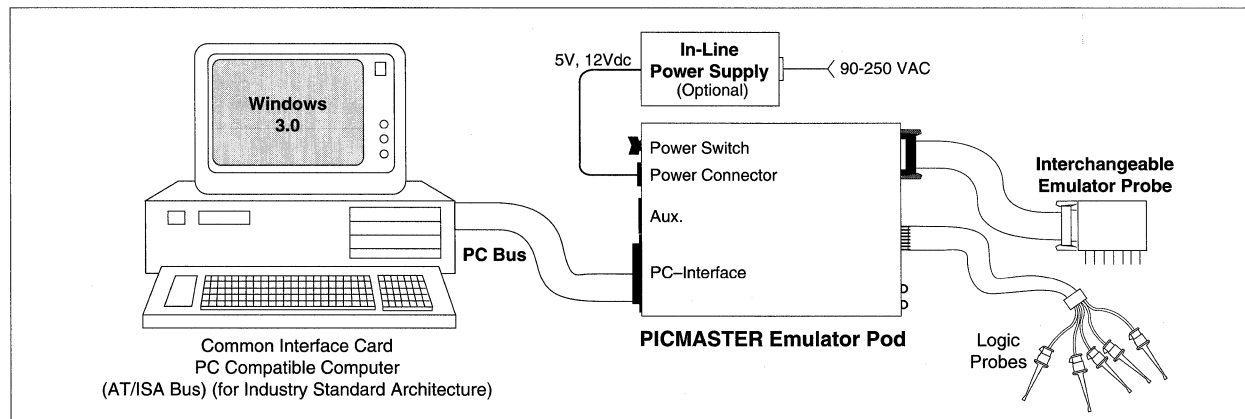 Windows
3.0
5V, 12Vdc
In-Line
Power Supply
(Optional)
90-250 VAC
Power Switch
Power Connector
Aux.
PC–Interface
PC Bus
Interchangeable
Emulator Probe
PICMASTER Emulator Pod
Logic
Probes
Common Interface Card
PC Compatible Computer
(AT/ISA Bus) (for Industry Standard Architecture)